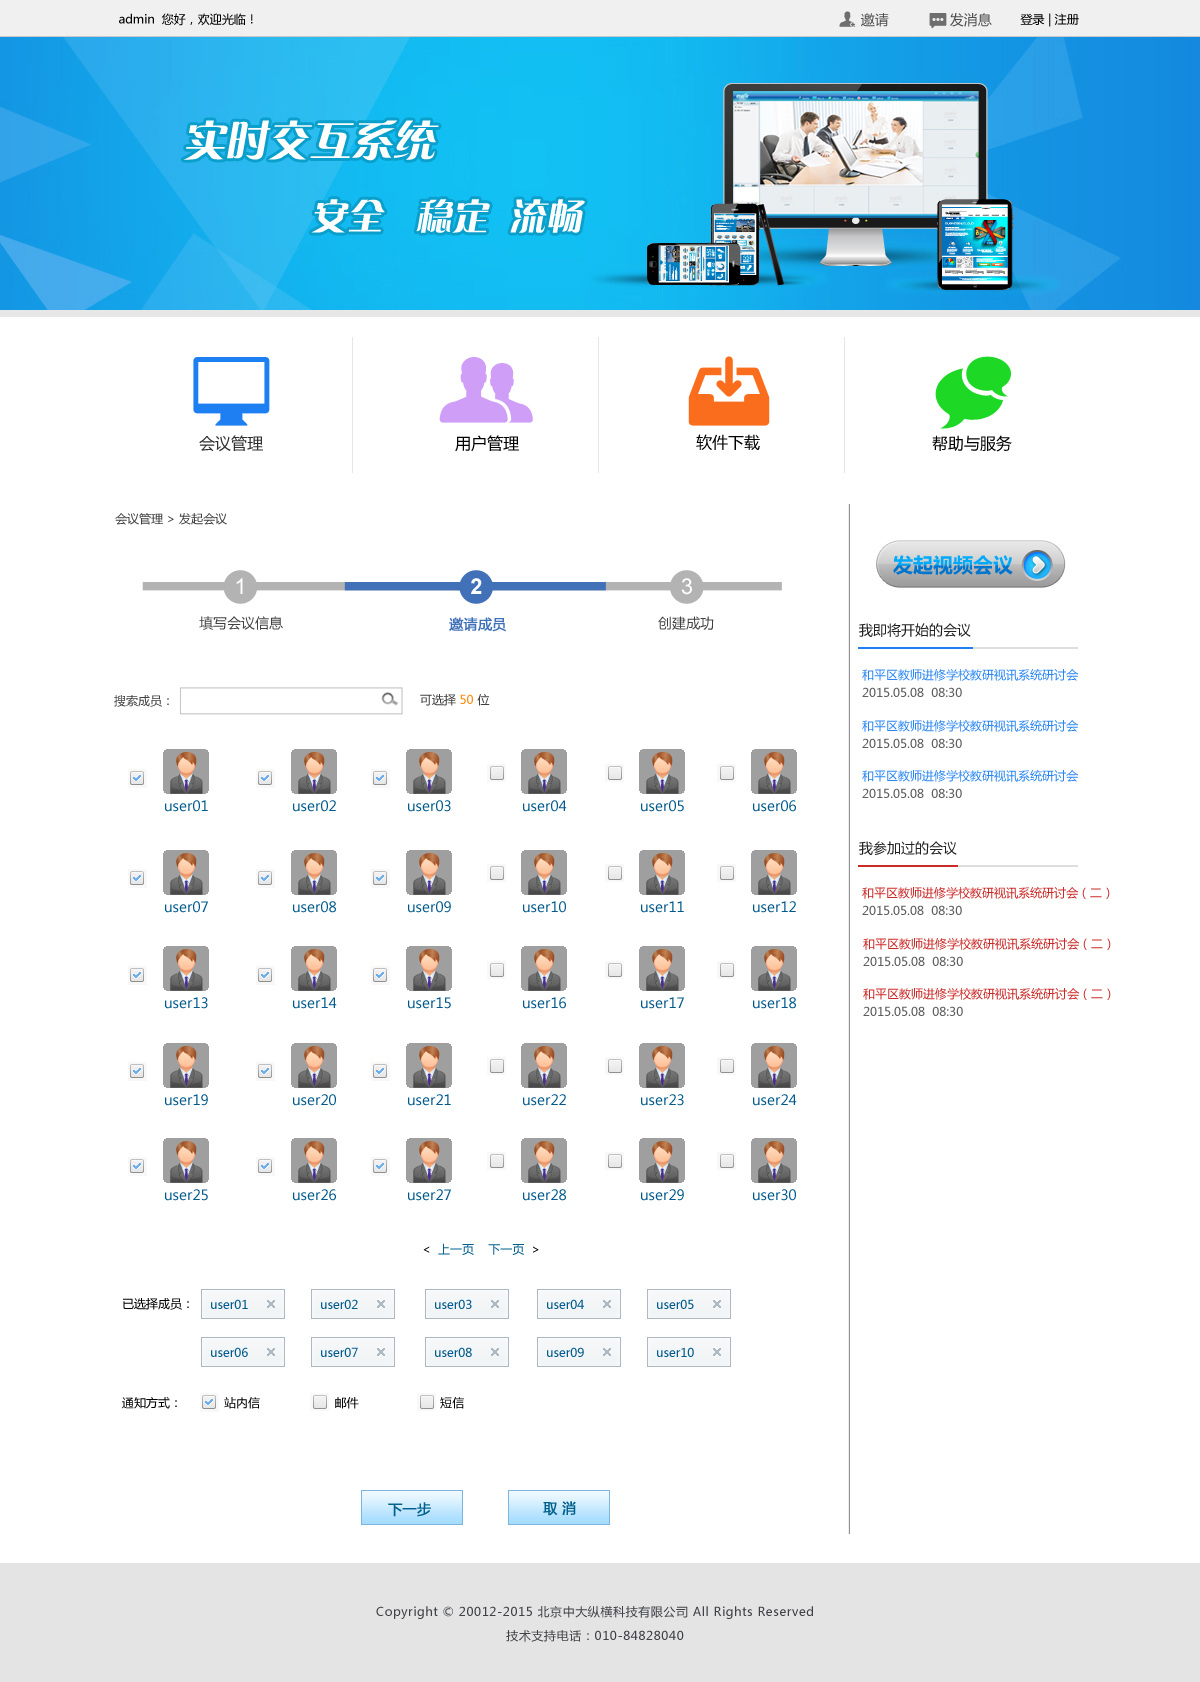 admin 您好，欢迎光临！
邀请
发消息
登录 | 注册
实时交互系统
安全 稳定 流畅
会议管理
用户管理
软件下载
帮助与服务
会议管理 > 发起会议
1 2 3
填写会议信息 邀请成员 创建成功
搜索成员： 可选择 50 位
user01 user02 user03 user04 user05 user06
user07 user08 user09 user10 user11 user12
user13 user14 user15 user16 user17 user18
user19 user20 user21 user22 user23 user24
user25 user26 user27 user28 user29 user30
< 上一页 下一页 >
已选择成员： user01 × user02 × user03 × user04 × user05 ×
user06 × user07 × user08 × user09 × user10 ×
通知方式： 站内信 邮件 短信
下一步 取 消
发起视频会议
我即将开始的会议
和平区教师进修学校教研视讯系统研讨会
2015.05.08 08:30
和平区教师进修学校教研视讯系统研讨会
2015.05.08 08:30
和平区教师进修学校教研视讯系统研讨会
2015.05.08 08:30
我参加过的会议
和平区教师进修学校教研视讯系统研讨会（二）
2015.05.08 08:30
和平区教师进修学校教研视讯系统研讨会（二）
2015.05.08 08:30
和平区教师进修学校教研视讯系统研讨会（二）
2015.05.08 08:30
Copyright © 20012-2015 北京中大纵横科技有限公司 All Rights Reserved
技术支持电话：010-84828040